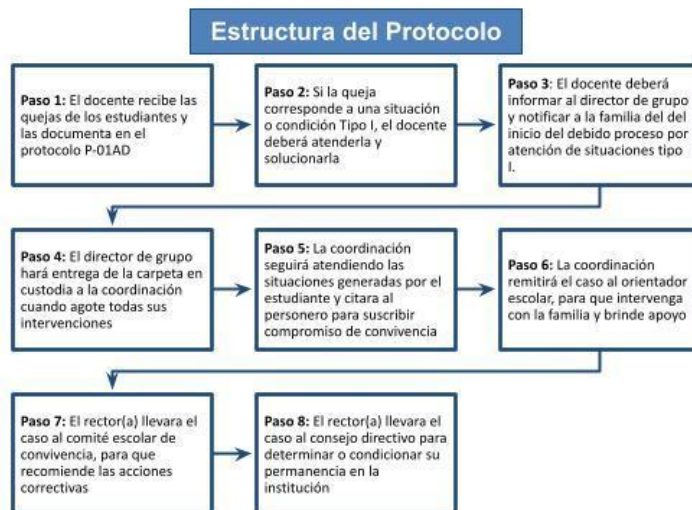 Estructura del Protocolo
Paso 1: El docente recibe las
quejas de los estudiantes y
las documenta en el
protocolo P-01AD
Paso 2: Si la queja
corresponde a una situación
o condición Tipo I, el docente
deberá atenderla y
solucionarla
Paso 3: El docente deberá
informar al director de grupo
y notificar a la familia del del
inicio del debido proceso por
atención de situaciones tipo
I.
Paso 4: El director de grupo
hará entrega de la carpeta en
custodia a la coordinación
cuando agote todas sus
intervenciones
Paso 5: La coordinación
seguirá atendiendo las
situaciones generadas por el
estudiante y citara al
personero para suscribir
compromiso de convivencia
Paso 6: La coordinación
remitirá el caso al orientador
escolar, para que intervenga
con la familia y brinde apoyo
Paso 7: El rector(a) llevara el
caso al comité escolar de
convivencia, para que
recomiende las acciones
correctivas
Paso 8: El rector(a) llevara el
caso al consejo directivo para
determinar o condicionar su
permanencia en la
institución